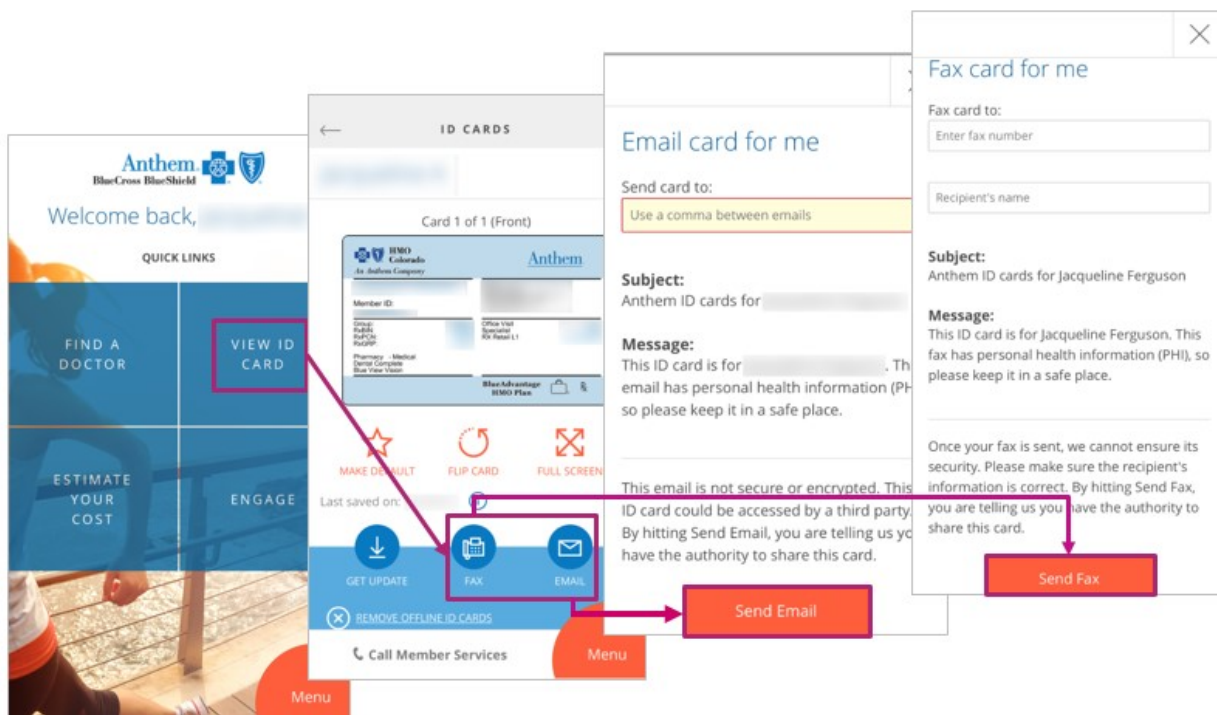 Anthem
BlueCross BlueShield
Welcome back,
QUICK LINKS
FIND A
DOCTOR
VIEW ID
CARD
ESTIMATE
YOUR
COST
ENGAGE
Menu
ID CARDS
Card 1 of 1 (Front)
HMO
Colorado
An Anthem Company
Anthem
Member ID:
Group:
RxBIN:
RxPCN:
RxGRP:
Office Visit
Specialist
RX Retail L1
Pharmacy - Medical
Dental Complete
Blue View Vision
BlueAdvantage
HMO Plan
MAKE DEFAULT
FLIP CARD
FULL SCREEN
Last saved on:
GET UPDATE
FAX
EMAIL
REMOVE OFFLINE ID CARDS
Call Member Services
Menu
Email card for me
Send card to:
Use a comma between emails
Subject:
Anthem ID cards for
Message:
This ID card is for . Th
email has personal health information (PH
so please keep it in a safe place.
This email is not secure or encrypted. This
ID card could be accessed by a third party.
By hitting Send Email, you are telling us yo
have the authority to share this card.
Send Email
Fax card for me
Fax card to:
Enter fax number
Recipient's name
Subject:
Anthem ID cards for Jacqueline Ferguson
Message:
This ID card is for Jacqueline Ferguson. This
fax has personal health information (PHI), so
please keep it in a safe place.
Once your fax is sent, we cannot ensure its
security. Please make sure the recipient's
information is correct. By hitting Send Fax,
you are telling us you have the authority to
share this card.
Send Fax